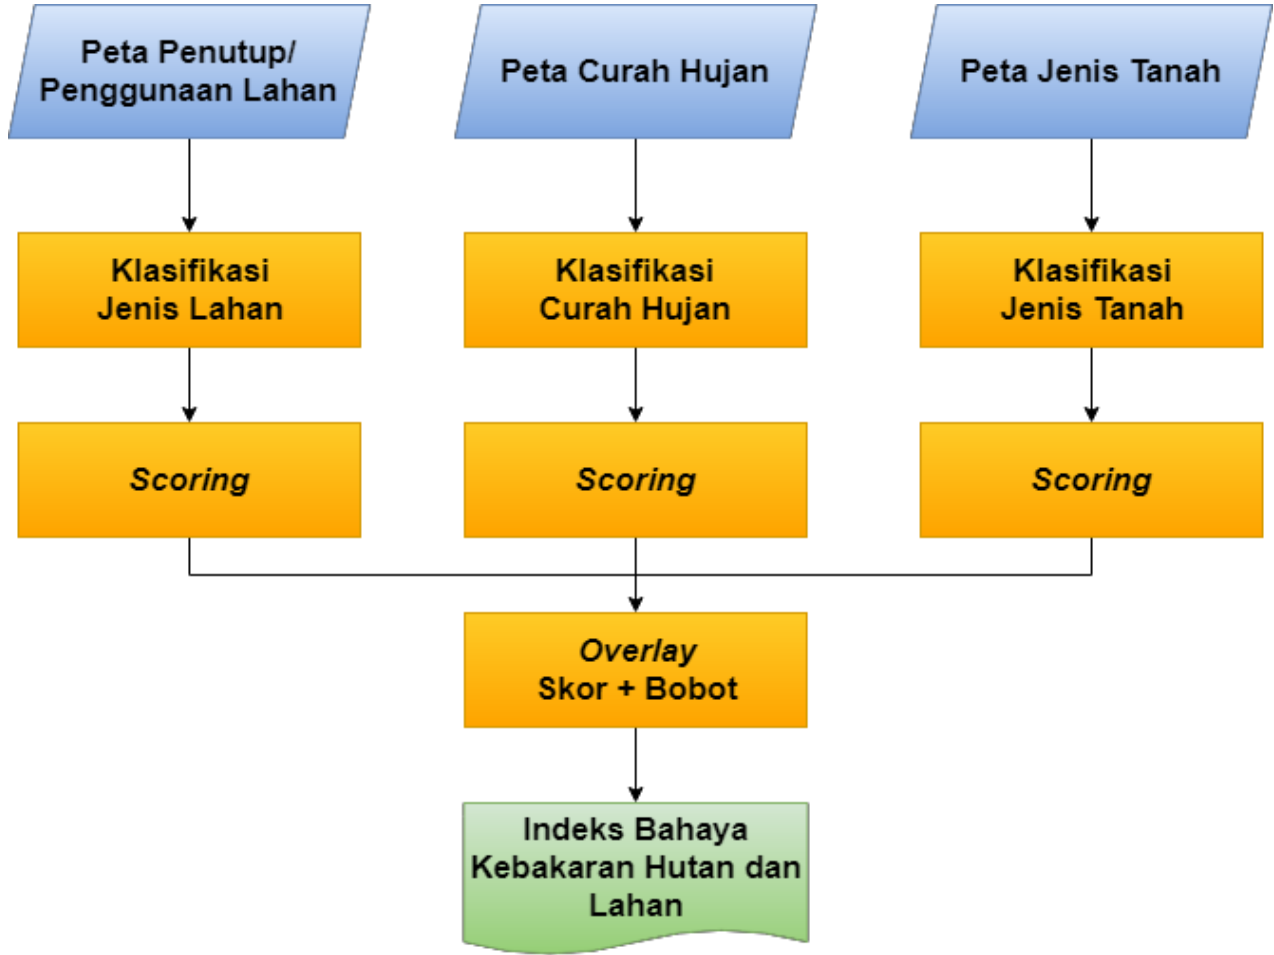 Peta Penutup/
Penggunaan Lahan
Peta Curah Hujan
Peta Jenis Tanah
Klasifikasi
Jenis Lahan
Klasifikasi
Curah Hujan
Klasifikasi
Jenis Tanah
Scoring
Scoring
Scoring
Overlay
Skor + Bobot
Indeks Bahaya
Kebakaran Hutan dan
Lahan